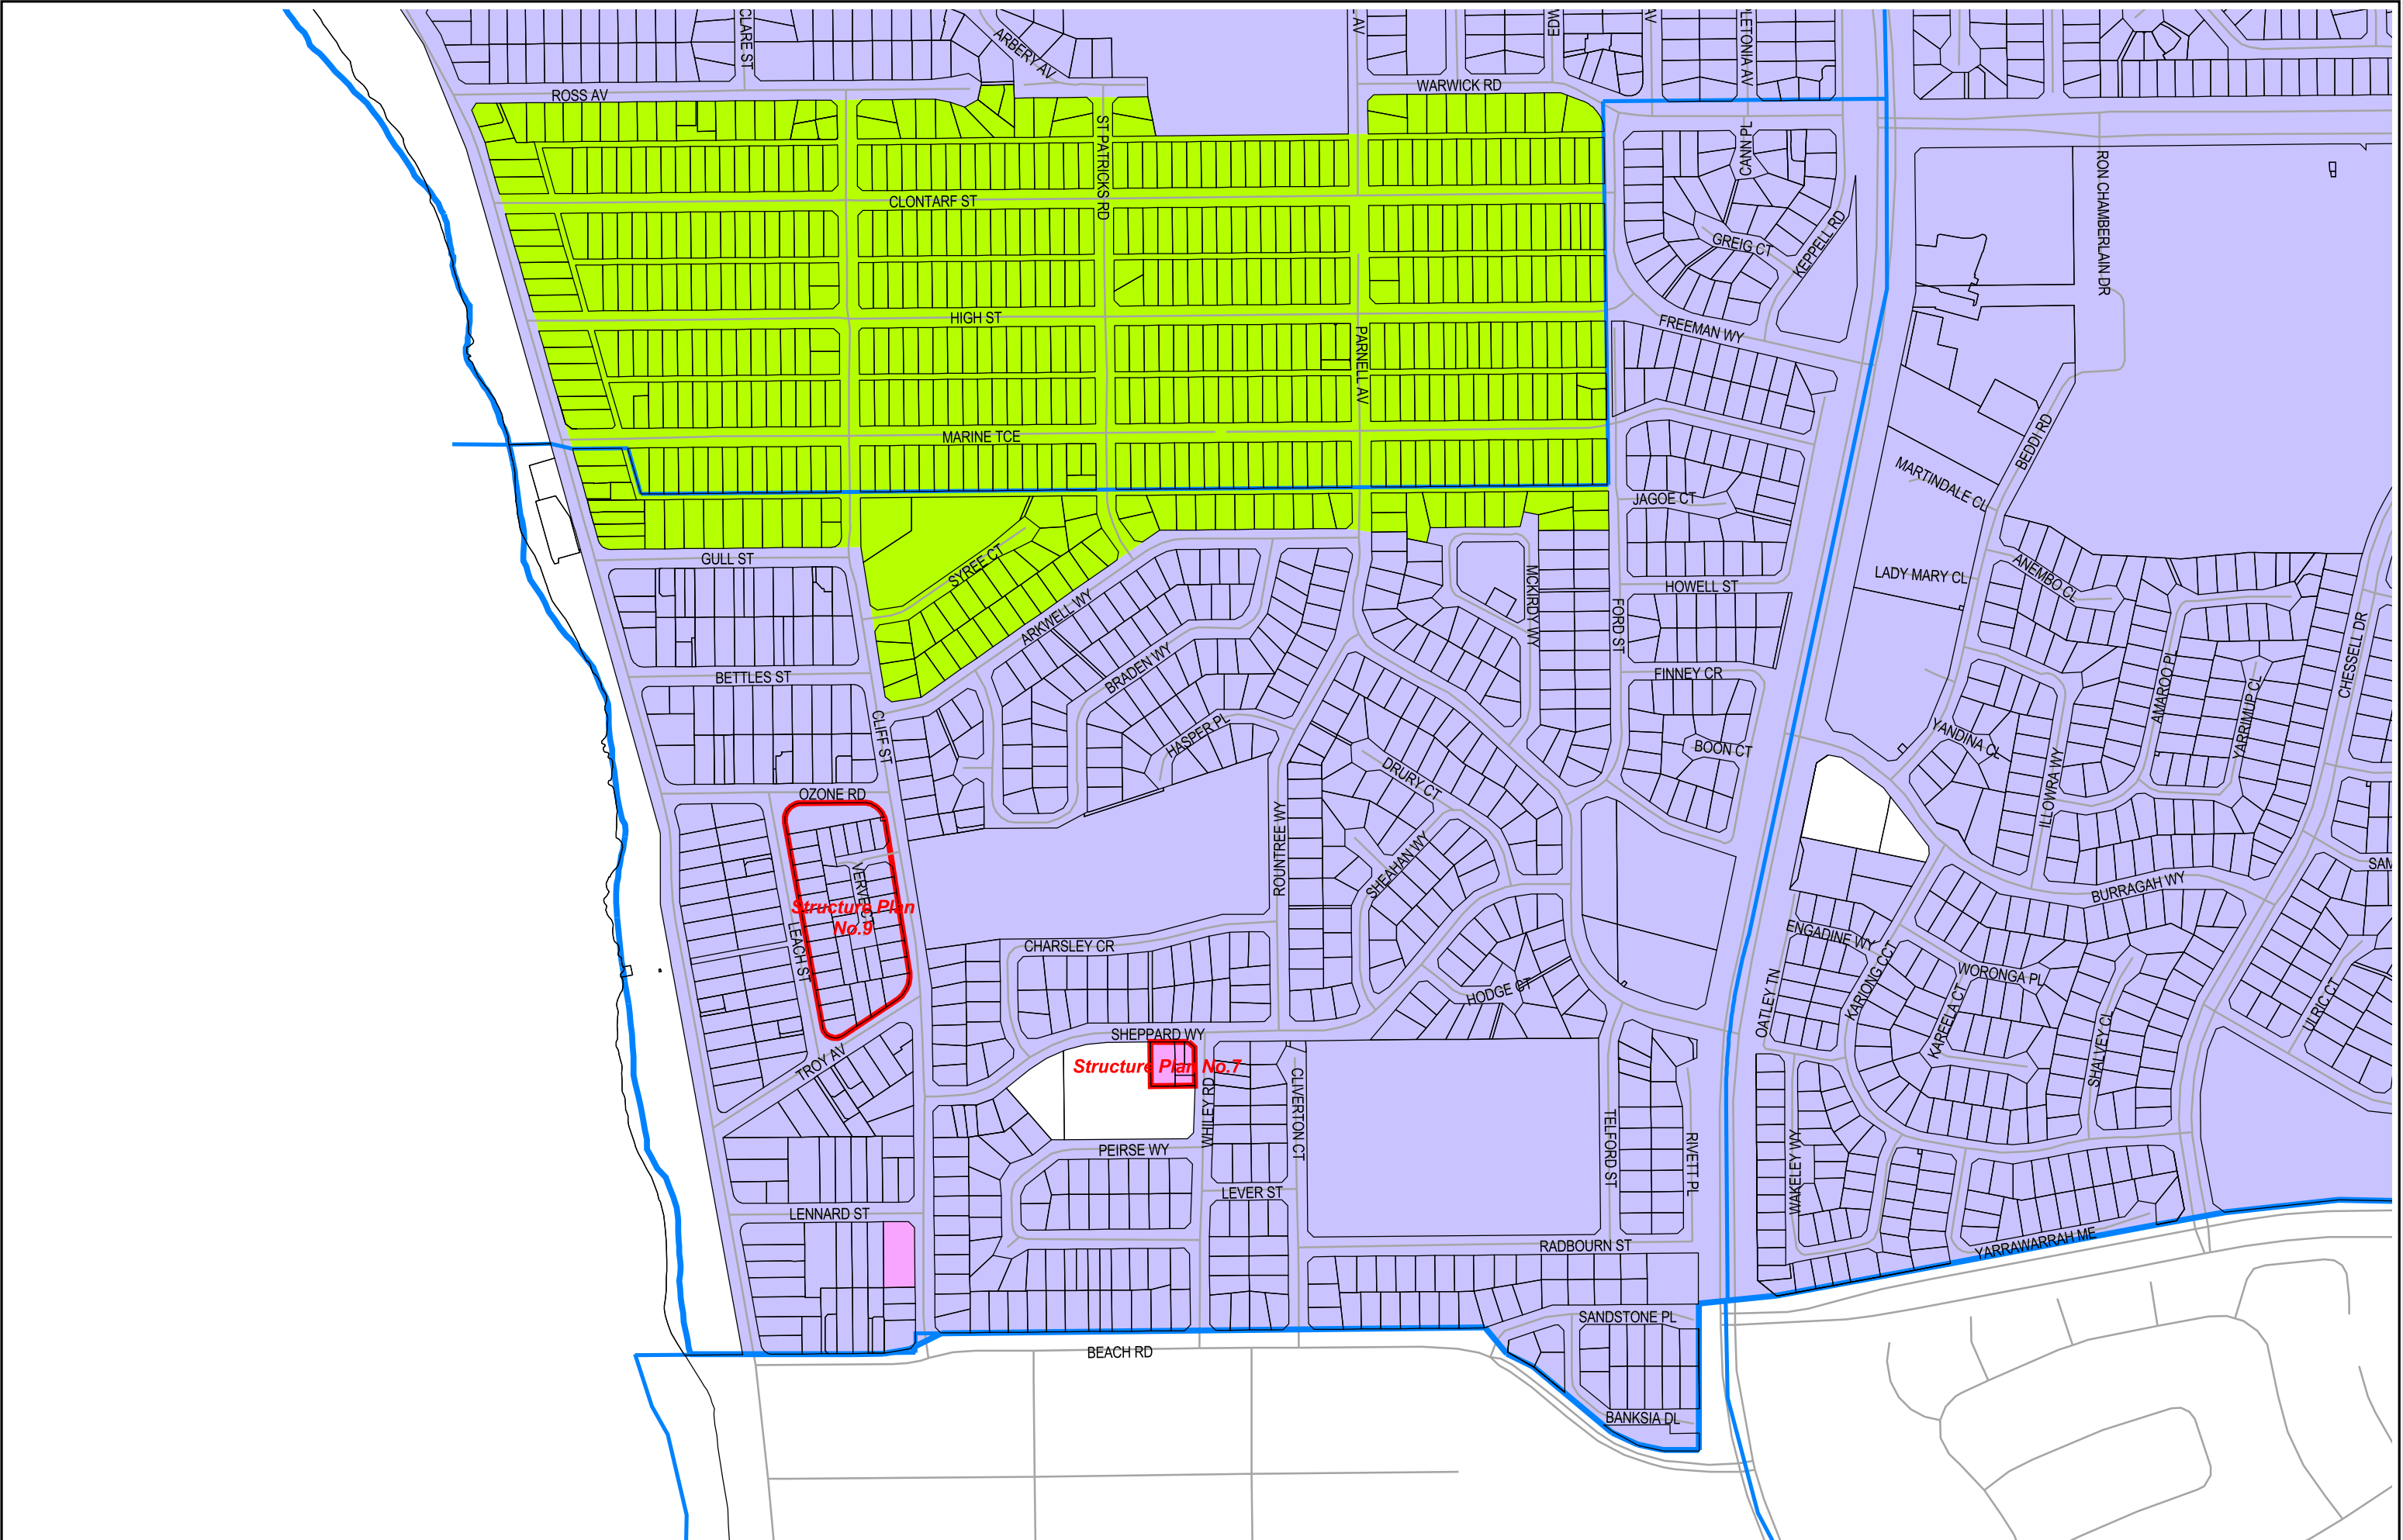 CLARE ST
ARBERY AV
AV
AV
LETONIA AV
ROSS AV
WARWICK RD
ST PATRICKS RD
CANN PL
RON CHAMBERLAIN DR
CLONTARF ST
GREIG CT
KEPPELL RD
HIGH ST
FREEMAN WY
PARNELL AV
MARINE TCE
BEDDI RD
MARTINDALE CL
JAGOE CT
GULL ST
SYREE CT
ANEMBO CL
LADY MARY CL
HOWELL ST
MCKIRDY WY
FORD ST
ARKWELL WY
CHESSELL DR
BETTLES ST
BRADEN WY
FINNEY CR
AMAROO PL
YARRIMUP CL
CLIFF ST
HASPER PL
BOON CT
YANDINA CL
DRURY CT
ILLOWRA WY
OZONE RD
ROUNTREE WY
SHEAHAN WY
SAM
VERVE CT
BURRAGAH WY
Structure Plan
No.9
LEACH ST
CHARSLEY CR
ENGADINE WY
KARIONG CCT
WORONGA PL
HODGE CT
OATLEY TN
KAREELA CT
ULRIC CT
SHEPPARD WY
TROY AV
Structure Plan No.7
SHALVEY CL
WHILEY RD
CLIVERTON CT
PEIRSE WY
TELFORD ST
RIVETT PL
WAKELEY WY
LEVER ST
LENNARD ST
RADBOURN ST
YARRAWARRAH ME
SANDSTONE PL
BEACH RD
BANKSIA DL